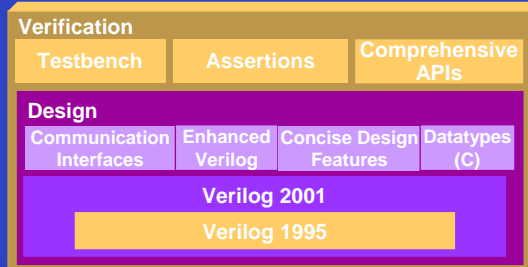 Verification
Testbench
Assertions
Comprehensive
APIs
Design
Communication
Interfaces
Enhanced
Verilog
Concise Design
Features
Datatypes
(C)
Verilog 2001
Verilog 1995